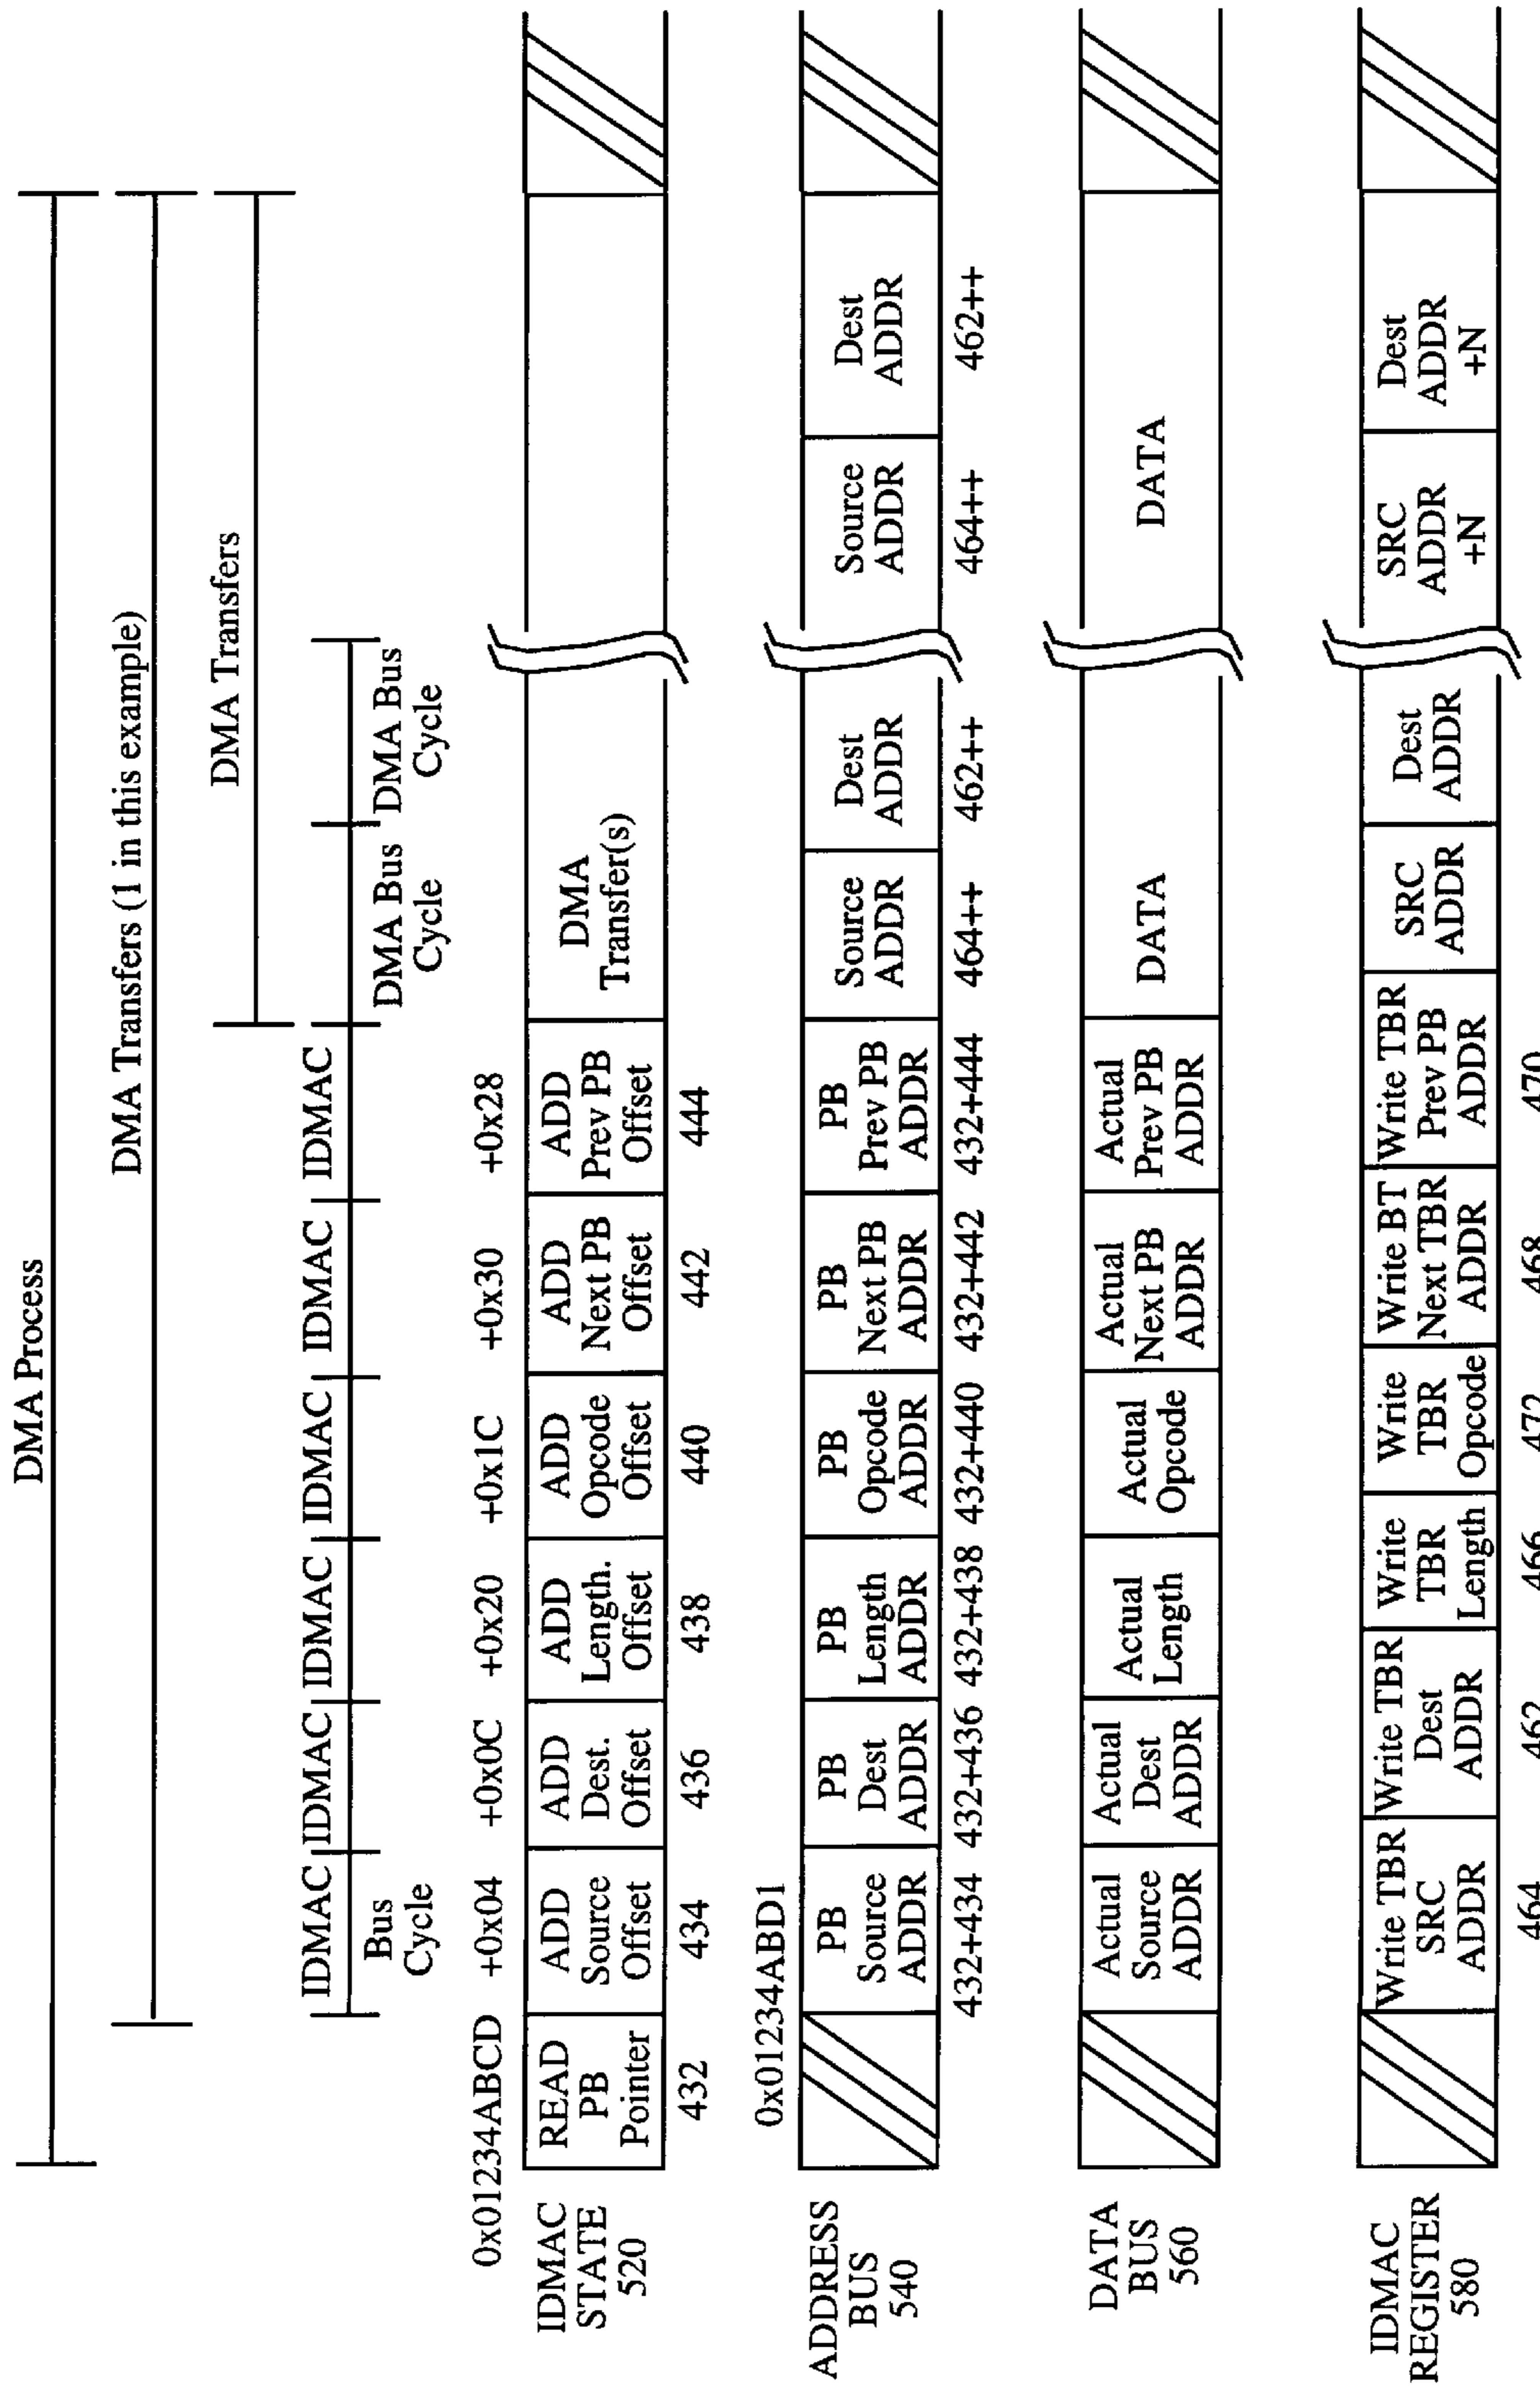 DMA Process
DMA Transfers (1 in this example)
DMA Transfers
IDMAC IDMAC IDMAC IDMAC IDMAC IDMAC
Bus
Cycle
DMA Bus
Cycle
DMA Bus
Cycle
0x01234ABCD +0x04 +0x0C +0x20 +0x1C +0x30 +0x28
IDMAC
STATE
520
READ
PB
Pointer
ADD
Source
Offset
ADD
Dest.
Offset
ADD
Length.
Offset
ADD
Opcode
Offset
ADD
Next PB
Offset
ADD
Prev PB
Offset
DMA
Transfer(s)
432 434 436 438 440 442 444
0x01234ABD1
ADDRESS
BUS
540
PB
Source
ADDR
PB
Dest
ADDR
PB
Length
ADDR
PB
Opcode
ADDR
PB
Next PB
ADDR
PB
Prev PB
ADDR
Source
ADDR
Dest
ADDR
Source
ADDR
Dest
ADDR
432+434 432+436 432+438 432+440 432+442 432+444 464++ 462++ 464++ 462++
DATA
BUS
560
Actual
Source
ADDR
Actual
Dest
ADDR
Actual
Length
Actual
Opcode
Actual
Next PB
ADDR
Actual
Prev PB
ADDR
DATA
DATA
IDMAC
REGISTER
580
Write TBR
SRC
ADDR
Write TBR
Dest
ADDR
Write
TBR
Length
Write
TBR
Opcode
Write BT
Next TBR
ADDR
Write TBR
Prev PB
ADDR
SRC
ADDR
Dest
ADDR
SRC
ADDR
+N
Dest
ADDR
+N
464 462 466 472 468 470